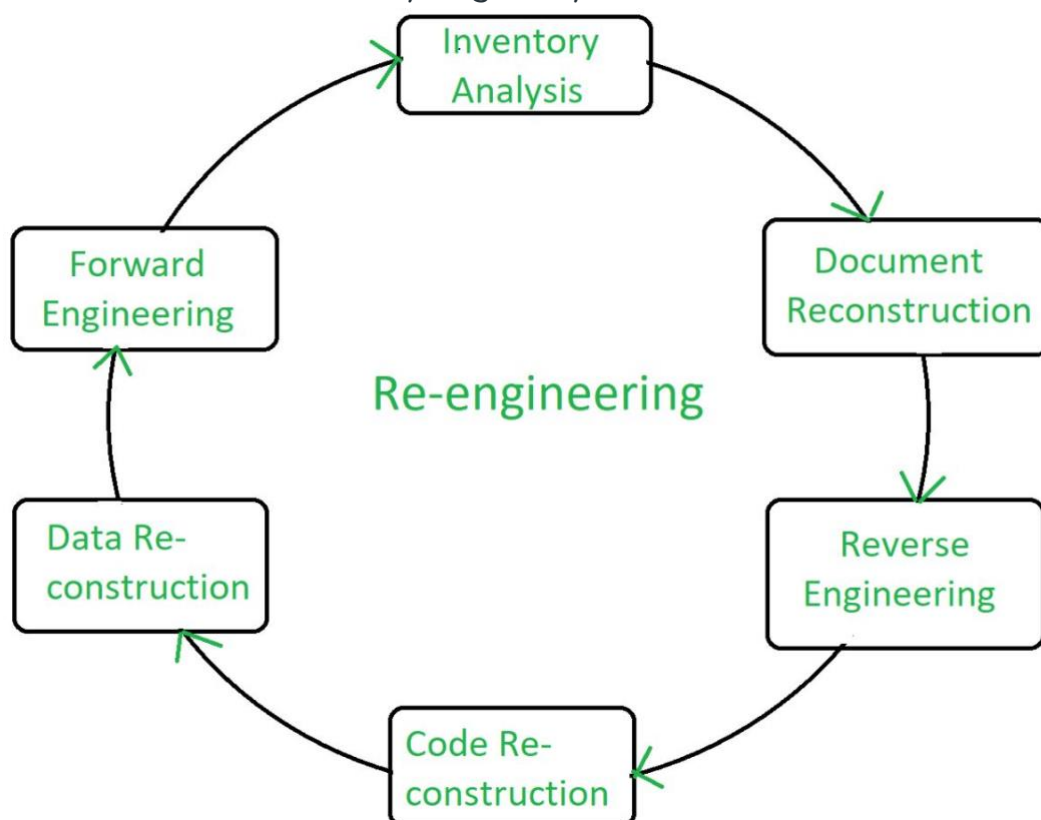 Inventory
Analysis
Document
Reconstruction
Reverse
Engineering
Code Re-
construction
Data Re-
construction
Forward
Engineering
Re-engineering